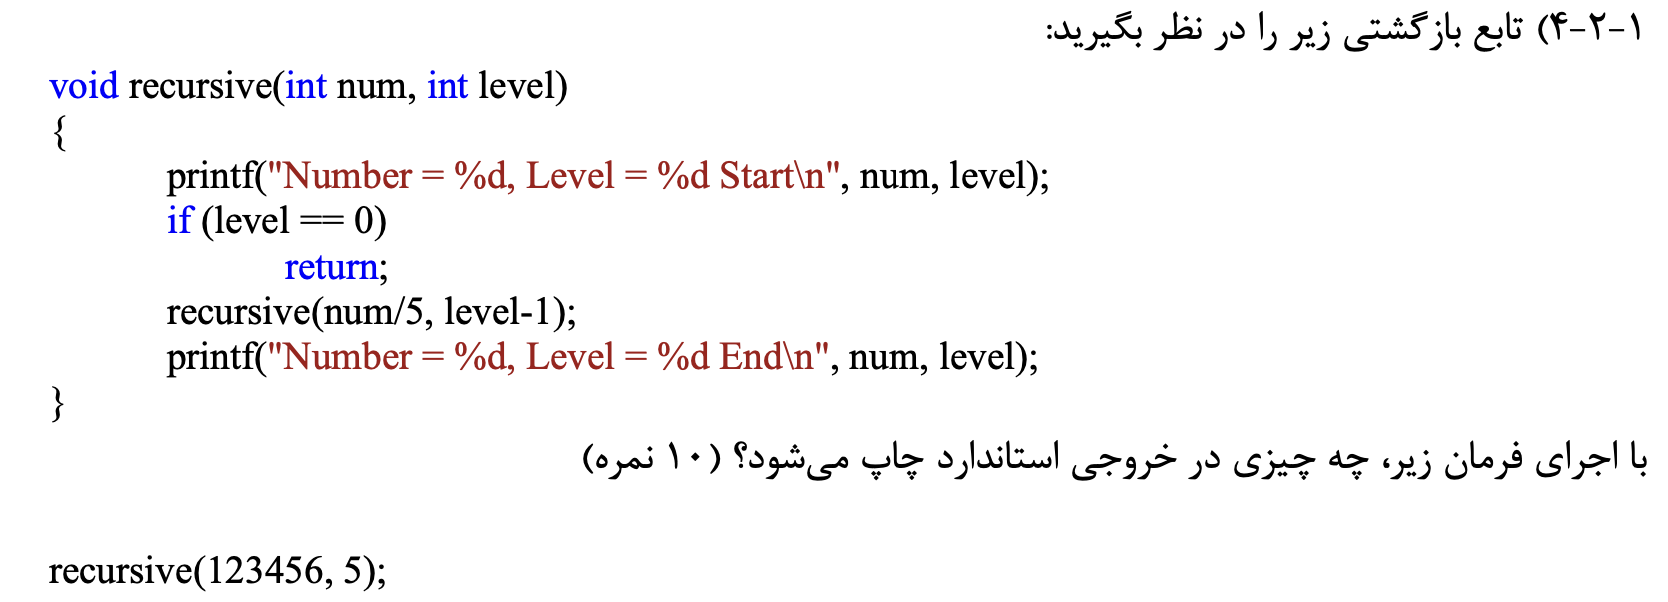 ۴-۲-۱) تابع بازگشتی زیر را در نظر بگیرید:
void recursive(int num, int level)
{
printf("Number = %d, Level = %d Start\n", num, level);
if (level == 0)
return;
recursive(num/5, level-1);
printf("Number = %d, Level = %d End\n", num, level);
}
با اجرای فرمان زیر، چه چیزی در خروجی استاندارد چاپ می‌شود؟ (۱۰ نمره)
recursive(123456, 5);